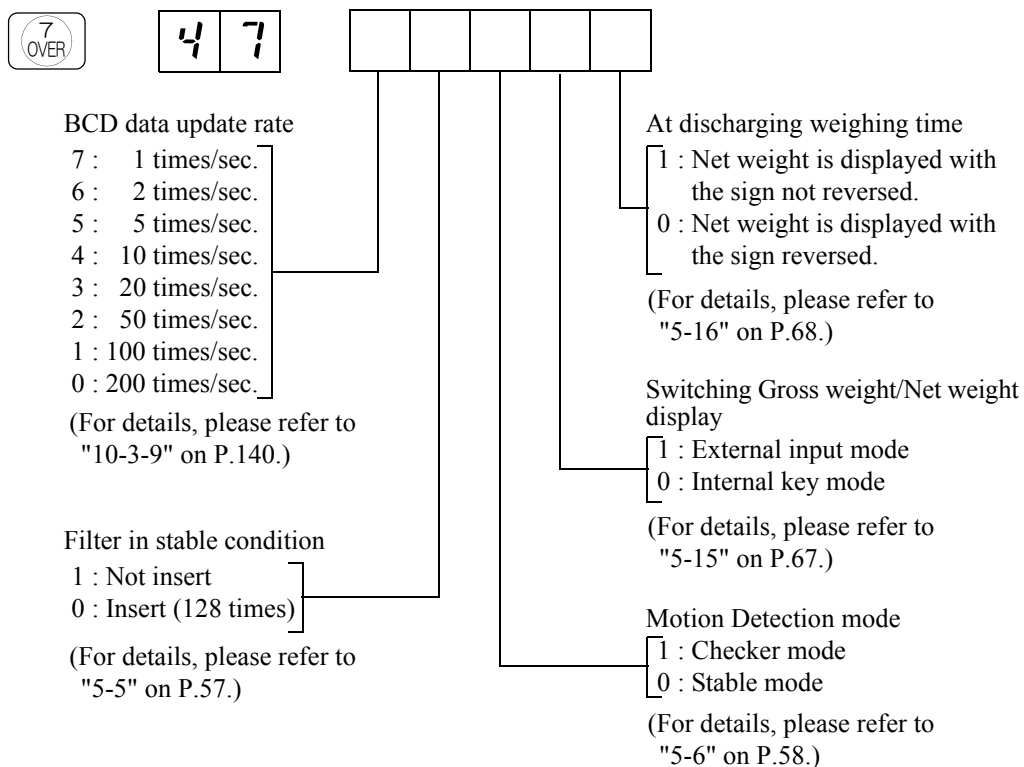 7
OVER
4 7
BCD data update rate
7 : 1 times/sec.
6 : 2 times/sec.
5 : 5 times/sec.
4 : 10 times/sec.
3 : 20 times/sec.
2 : 50 times/sec.
1 : 100 times/sec.
0 : 200 times/sec.
(For details, please refer to
"10-3-9" on P.140.)
Filter in stable condition
1 : Not insert
0 : Insert (128 times)
(For details, please refer to
"5-5" on P.57.)
At discharging weighing time
1 : Net weight is displayed with
the sign not reversed.
0 : Net weight is displayed with
the sign reversed.
(For details, please refer to
"5-16" on P.68.)
Switching Gross weight/Net weight
display
1 : External input mode
0 : Internal key mode
(For details, please refer to
"5-15" on P.67.)
Motion Detection mode
1 : Checker mode
0 : Stable mode
(For details, please refer to
"5-6" on P.58.)